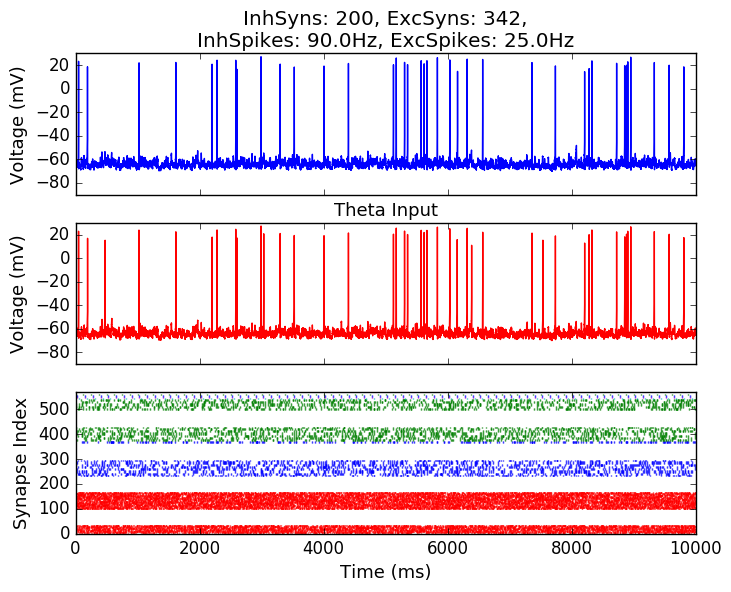 InhSyns: 200, ExcSyns: 342,
InhSpikes: 90.0Hz, ExcSpikes: 25.0Hz
Voltage (mV)
20
0
−20
−40
−60
−80
Theta Input
Voltage (mV)
20
0
−20
−40
−60
−80
Synapse Index
500
400
300
200
100
0
0 2000 4000 6000 8000 10000
Time (ms)